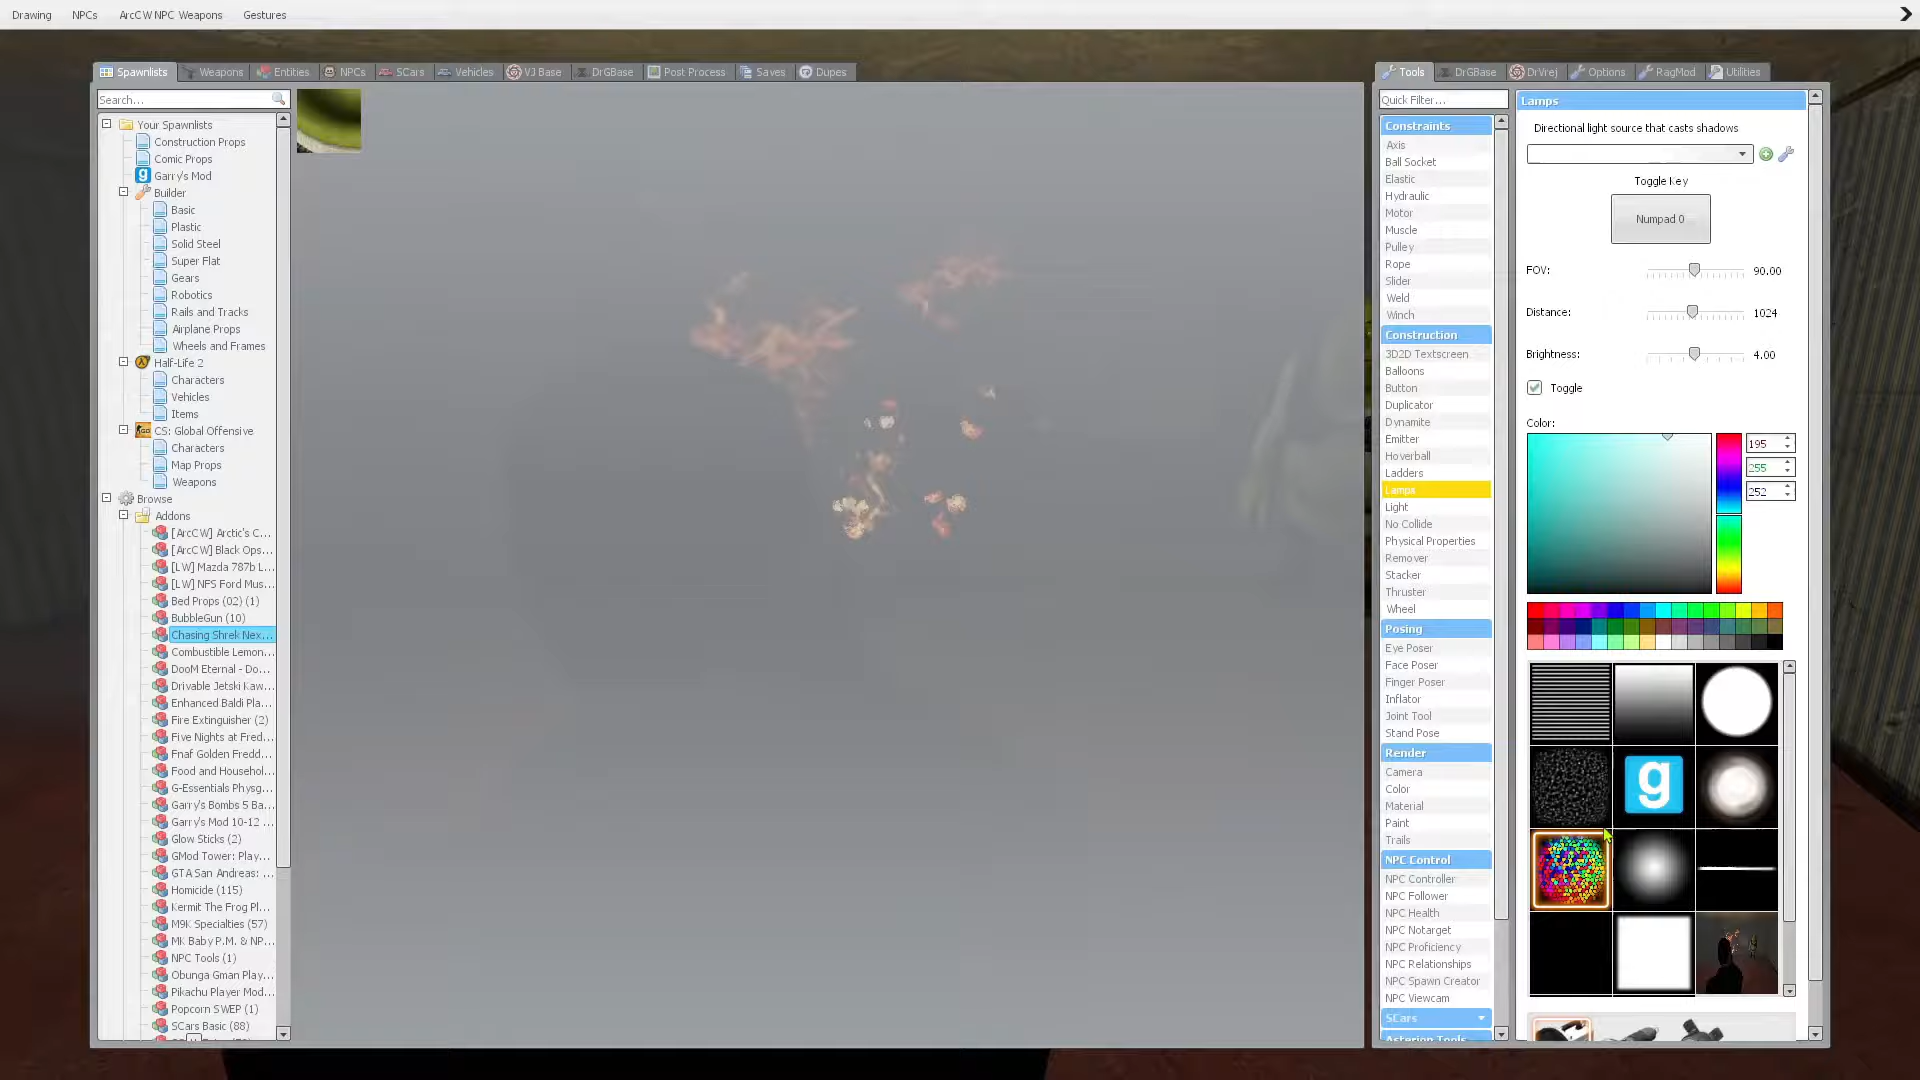 Drawing NPCs ArcCW NPC Weapons Gestures
Spawnlists Weapons Entities NPCs SCars Vehicles VJ Base DrGBase Post Process Saves Dupes
Search...
Your Spawnlists
Construction Props
Comic Props
Garry's Mod
Builder
Basic
Plastic
Solid Steel
Super Flat
Gears
Robotics
Rails and Tracks
Airplane Props
Wheels and Frames
Half-Life 2
Characters
Vehicles
Items
CS: Global Offensive
Characters
Map Props
Weapons
Browse
Addons
[ArcCW] Arctic's C...
[ArcCW] Black Ops...
[LW] Mazda 787b L...
[LW] NFS Ford Mus...
Bed Props (02) (1)
BubbleGun (10)
Chasing Shrek Nex...
Combustible Lemon...
DooM Eternal - Do...
Drivable Jetski Kaw...
Enhanced Baldi Pla...
Fire Extinguisher (2)
Five Nights at Fred...
Fnaf Golden Fredd...
Food and Househol...
G-Essentials Physg...
Garry's Bombs 5 Ba...
Garry's Mod 10-12 ...
Glow Sticks (2)
GMod Tower: Play...
GTA San Andreas: ...
Homicide (115)
Kermit The Frog Pl...
M9K Specialties (57)
MK Baby P.M. & NP...
NPC Tools (1)
Obunga Gman Play...
Pikachu Player Mod...
Popcorn SWEP (1)
SCars Basic (88)
Tools DrGBase DrVrej Options RagMod Utilities
Quick Filter...
Constraints
Axis
Ball Socket
Elastic
Hydraulic
Motor
Muscle
Pulley
Rope
Slider
Weld
Winch
Construction
3D2D Textscreen
Balloons
Button
Duplicator
Dynamite
Emitter
Hoverball
Ladders
Lamps
Light
No Collide
Physical Properties
Remover
Stacker
Thruster
Wheel
Posing
Eye Poser
Face Poser
Finger Poser
Inflator
Joint Tool
Stand Pose
Render
Camera
Color
Material
Paint
Trails
NPC Control
NPC Controller
NPC Follower
NPC Health
NPC Notarget
NPC Proficiency
NPC Relationships
NPC Spawn Creator
NPC Viewcam
SCars
Asterion Tools
Lamps
Directional light source that casts shadows
Toggle Key
Numpad 0
FOV: 90.00
Distance: 1024
Brightness: 4.00
Toggle
Color:
195
255
252
g